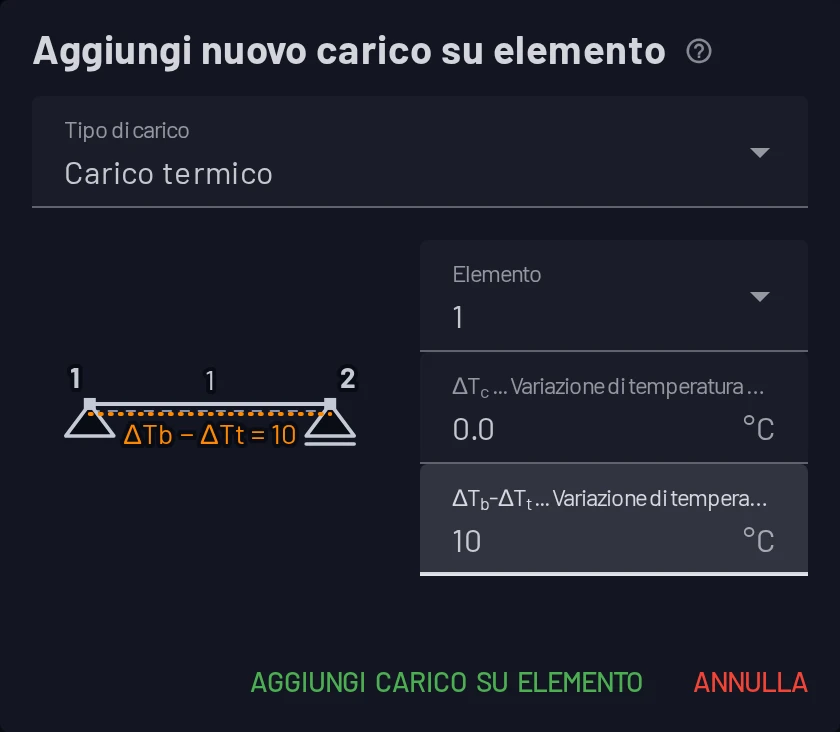 Aggiungi nuovo carico su elemento ?
Tipo di carico
Carico termico
Elemento
1
1 1 2
ΔTc ... Variazione di temperatura ...
0.0 °C
ΔTb − ΔTt = 10
ΔTb-ΔTt ... Variazione di tempera...
10 °C
AGGIUNGI CARICO SU ELEMENTO ANNULLA